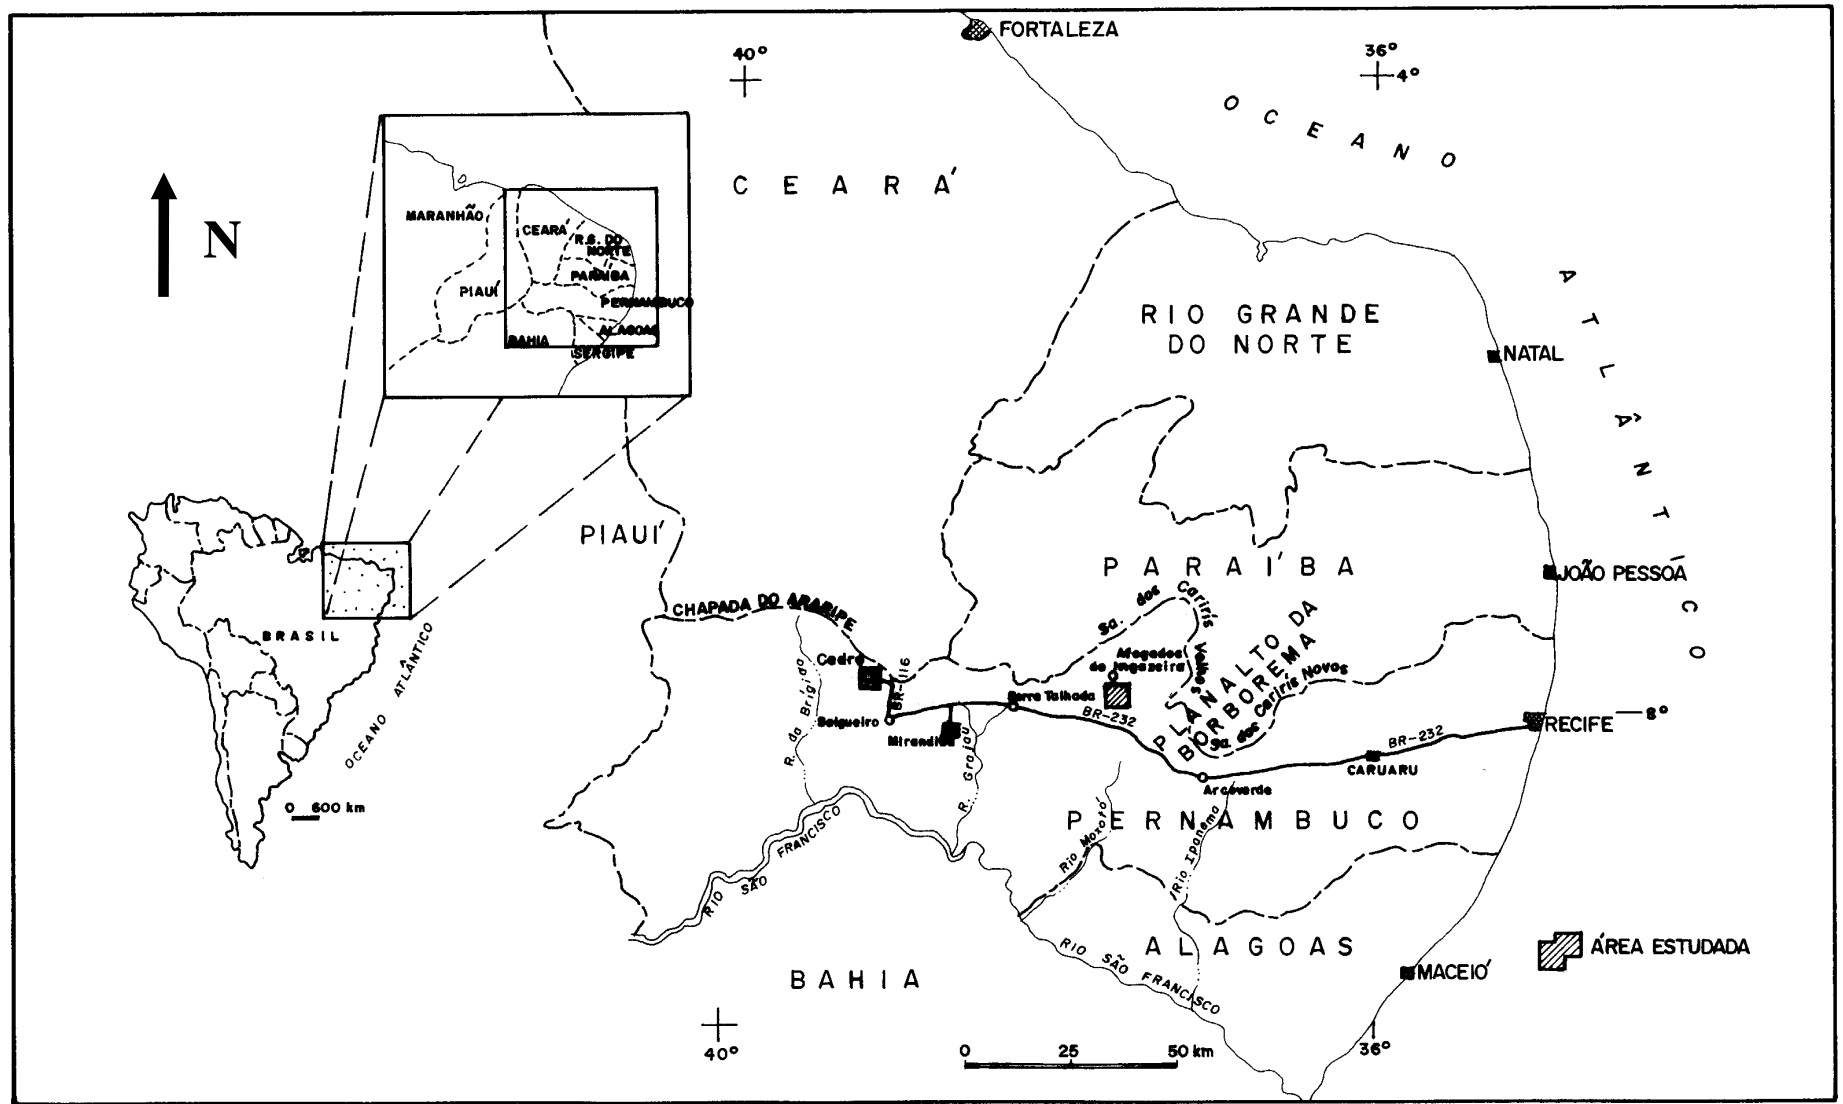 FORTALEZA
40°
36°
4°
OCEANO
ATLÂNTICO
CEARÁ
N
MARANHÃO
CEARÁ
R.G. DO
NORTE
PARAIBA
PIAUÍ
PERNAMBUCO
ALAGOAS
BAHIA
SERGIPE
RIO GRANDE
DO NORTE
NATAL
PIAUÍ
PARAÍBA
JOÃO PESSOA
CHAPADA DO ARARIPE
Sa. dos Cariris Velhos
PLANALTO DA
BORBOREMA
Sa. dos Cariris Novos
BRASIL
OCEANO ATLÂNTICO
0 600 km
Cedro
BR-116
R. da Brígida
Salgueiro
Mirandiba
R. Grajau
Serra Talhada
Afogados
da Ingazeira
BR-232
Arcoverde
BR-232
CARUARU
RECIFE
8°
PERNAMBUCO
Rio Moxotó
Rio Ipanema
RIO SÃO FRANCISCO
RIO SÃO FRANCISCO
ALAGOAS
MACEIÓ
BAHIA
ÁREA ESTUDADA
40°
0 25 50 km
36°